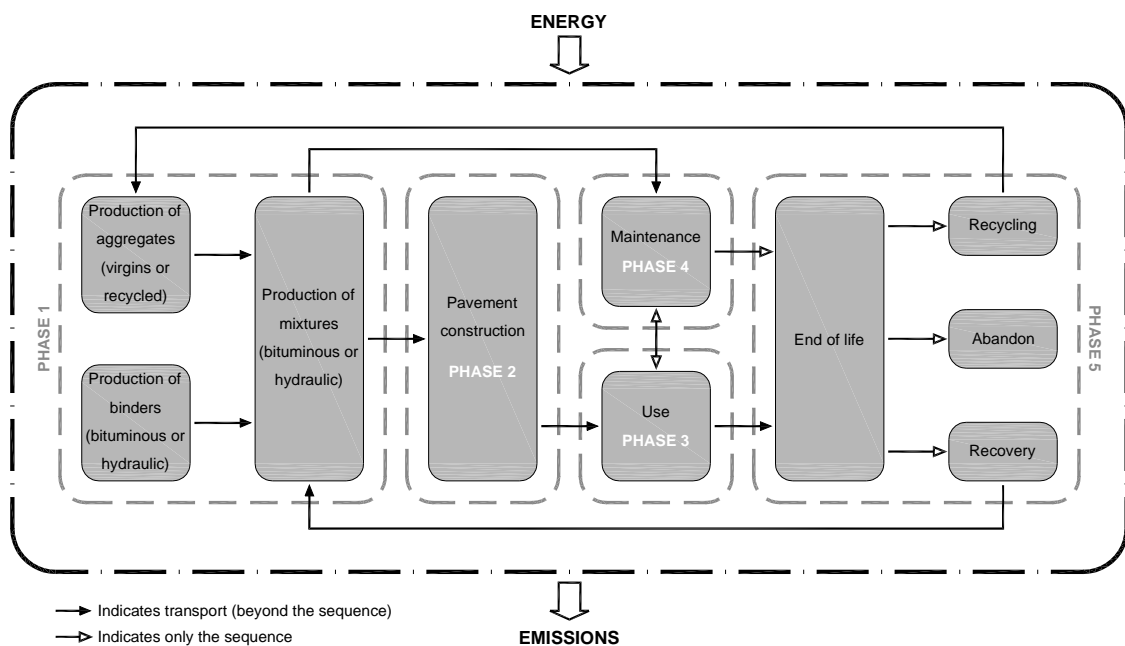 ENERGY
PHASE 1
Production of
aggregates
(virgins or
recycled)
Production of
binders
(bituminous or
hydraulic)
Production of
mixtures
(bituminous or
hydraulic)
Pavement
construction
PHASE 2
Maintenance
PHASE 4
Use
PHASE 3
End of life
Recycling
Abandon
Recovery
PHASE 5
Indicates transport (beyond the sequence)
Indicates only the sequence
EMISSIONS